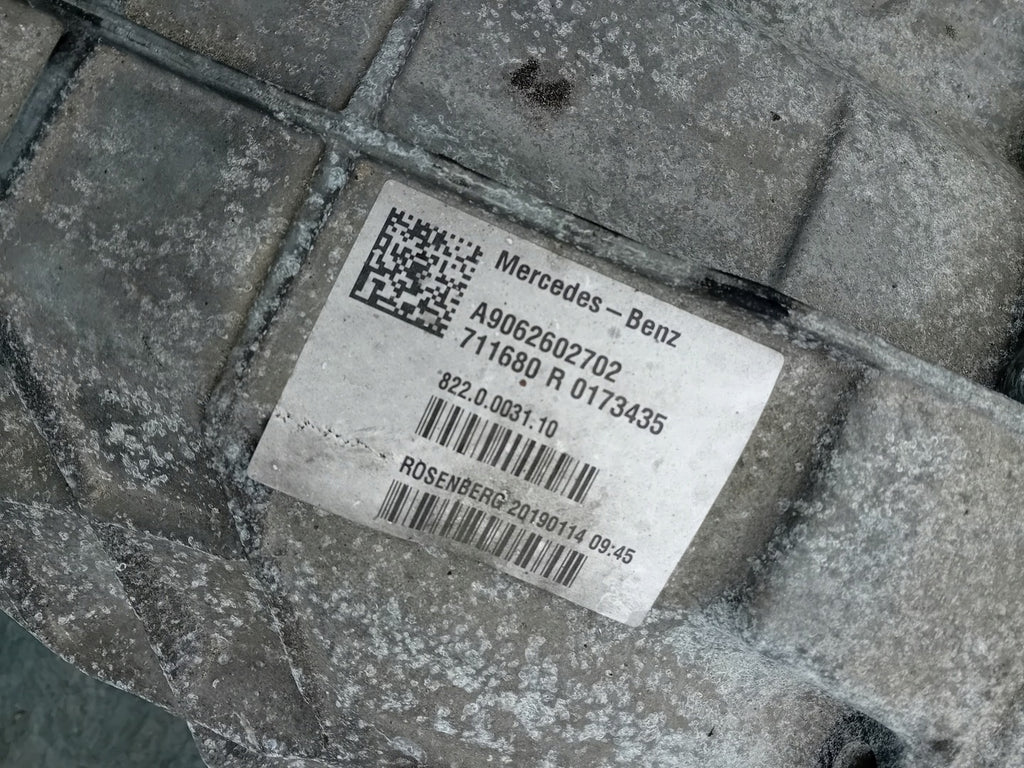 Mercedes–Benz
A9062602702
711680 R 0173435
822.0.0031.10
ROSENBERG 20190114 09:45